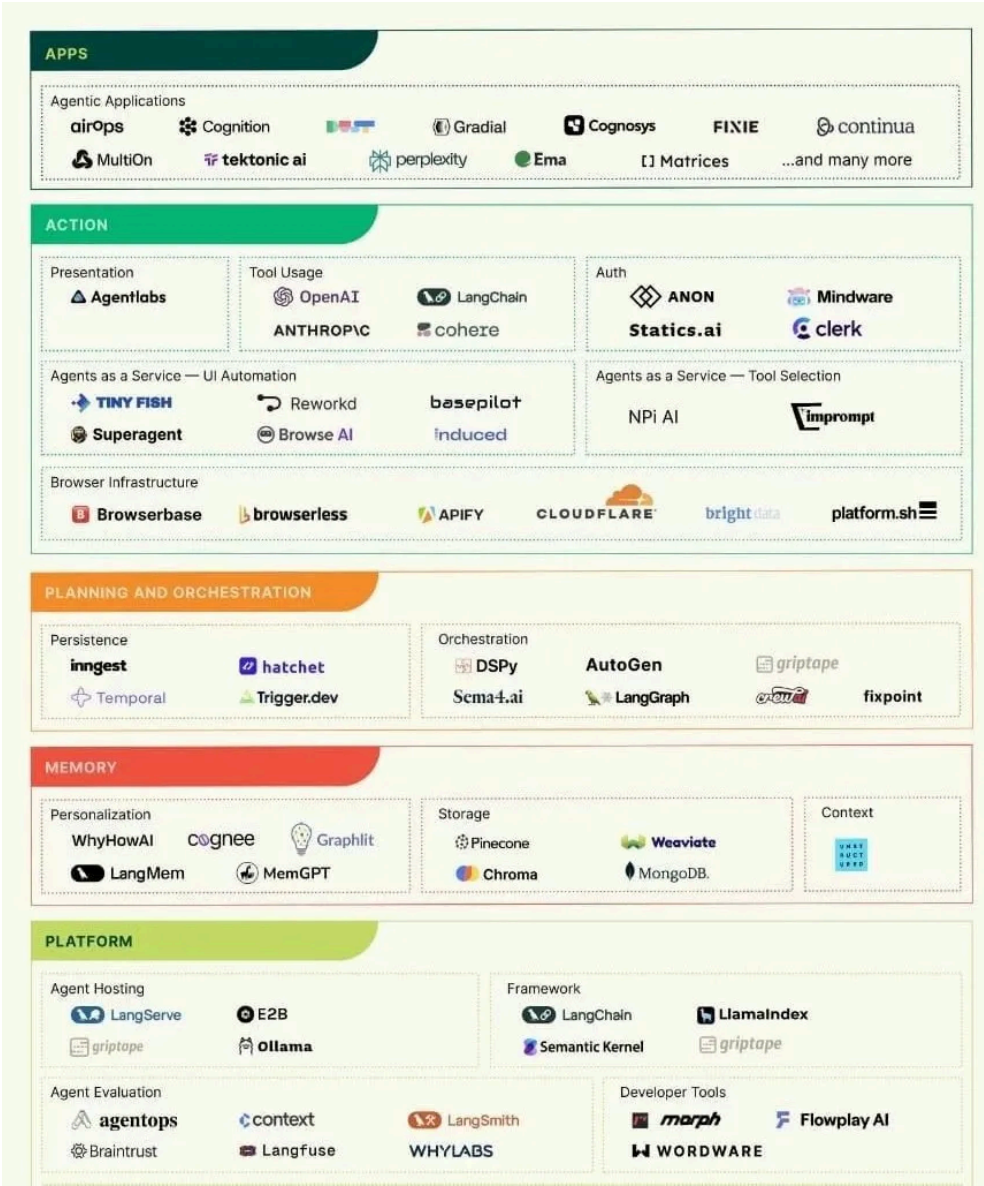 APPS
Agentic Applications
airOps Cognition DUST Gradial Cognosys FIXIE continua
MultOn tektonic ai perplexity Ema [ ] Matrices ...and many more
ACTION
Presentation
Agentlabs
Tool Usage
OpenAI LangChain
ANTHROP\C cohere
Auth
ANON Mindware
Statics.ai clerk
Agents as a Service — UI Automation
TINY FISH Reworkd basepilot
Superagent Browse AI induced
Agents as a Service — Tool Selection
NPi AI imprompt
Browser Infrastructure
B Browserbase browserless APIFY CLOUDFLARE bright data platform.sh
PLANNING AND ORCHESTRATION
Persistence
inngest hatchet
Temporal Trigger.dev
Orchestration
DSPy AutoGen griptape
Sema4.ai LangGraph crewai fixpoint
MEMORY
Personalization
WhyHowAI cognee Graphlit
LangMem MemGPT
Storage
Pinecone Weaviate
Chroma MongoDB.
Context
UNST
RUCT
URED
PLATFORM
Agent Hosting
LangServe E2B
griptape Ollama
Framework
LangChain LlamaIndex
Semantic Kernel griptape
Agent Evaluation
agentops context LangSmith
Braintrust Langfuse WHYLABS
Developer Tools
morph Flowplay AI
WORDWARE